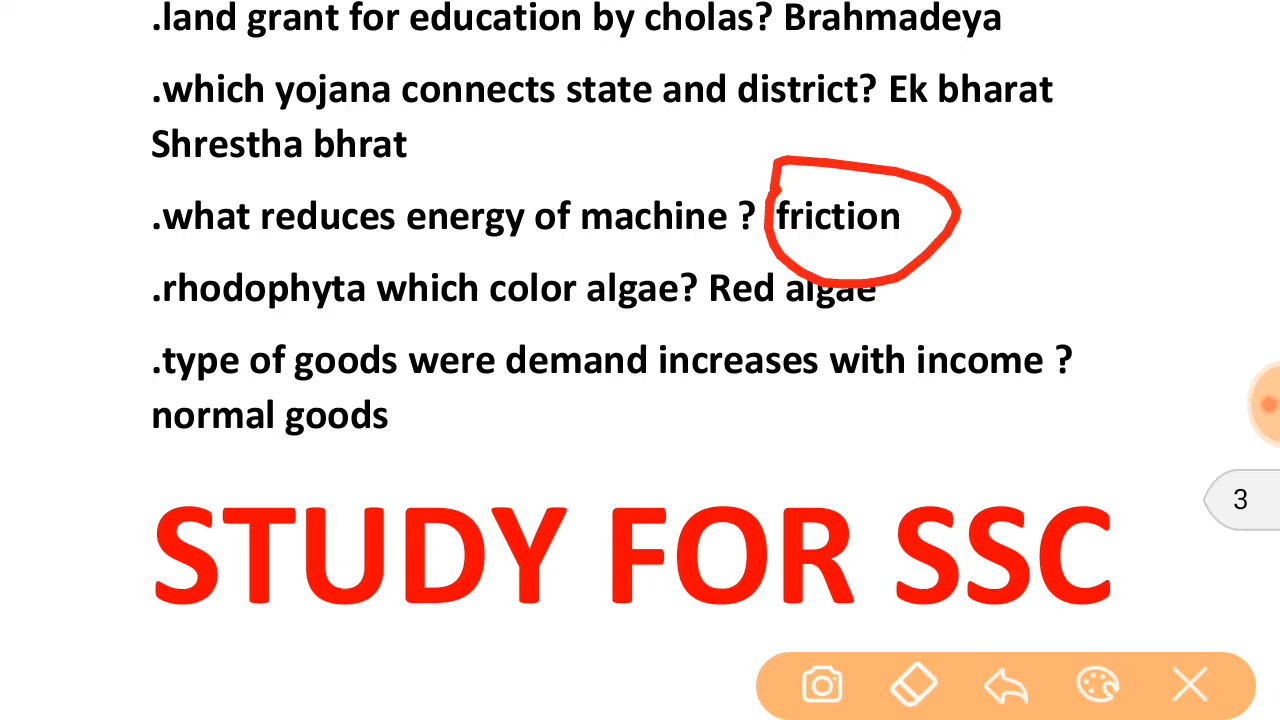 .land grant for education by cholas? Brahmadeya
.which yojana connects state and district? Ek bharat
Shrestha bhrat
.what reduces energy of machine ? friction
.rhodophyta which color algae? Red algae
.type of goods were demand increases with income ?
normal goods
STUDY FOR SSC
3